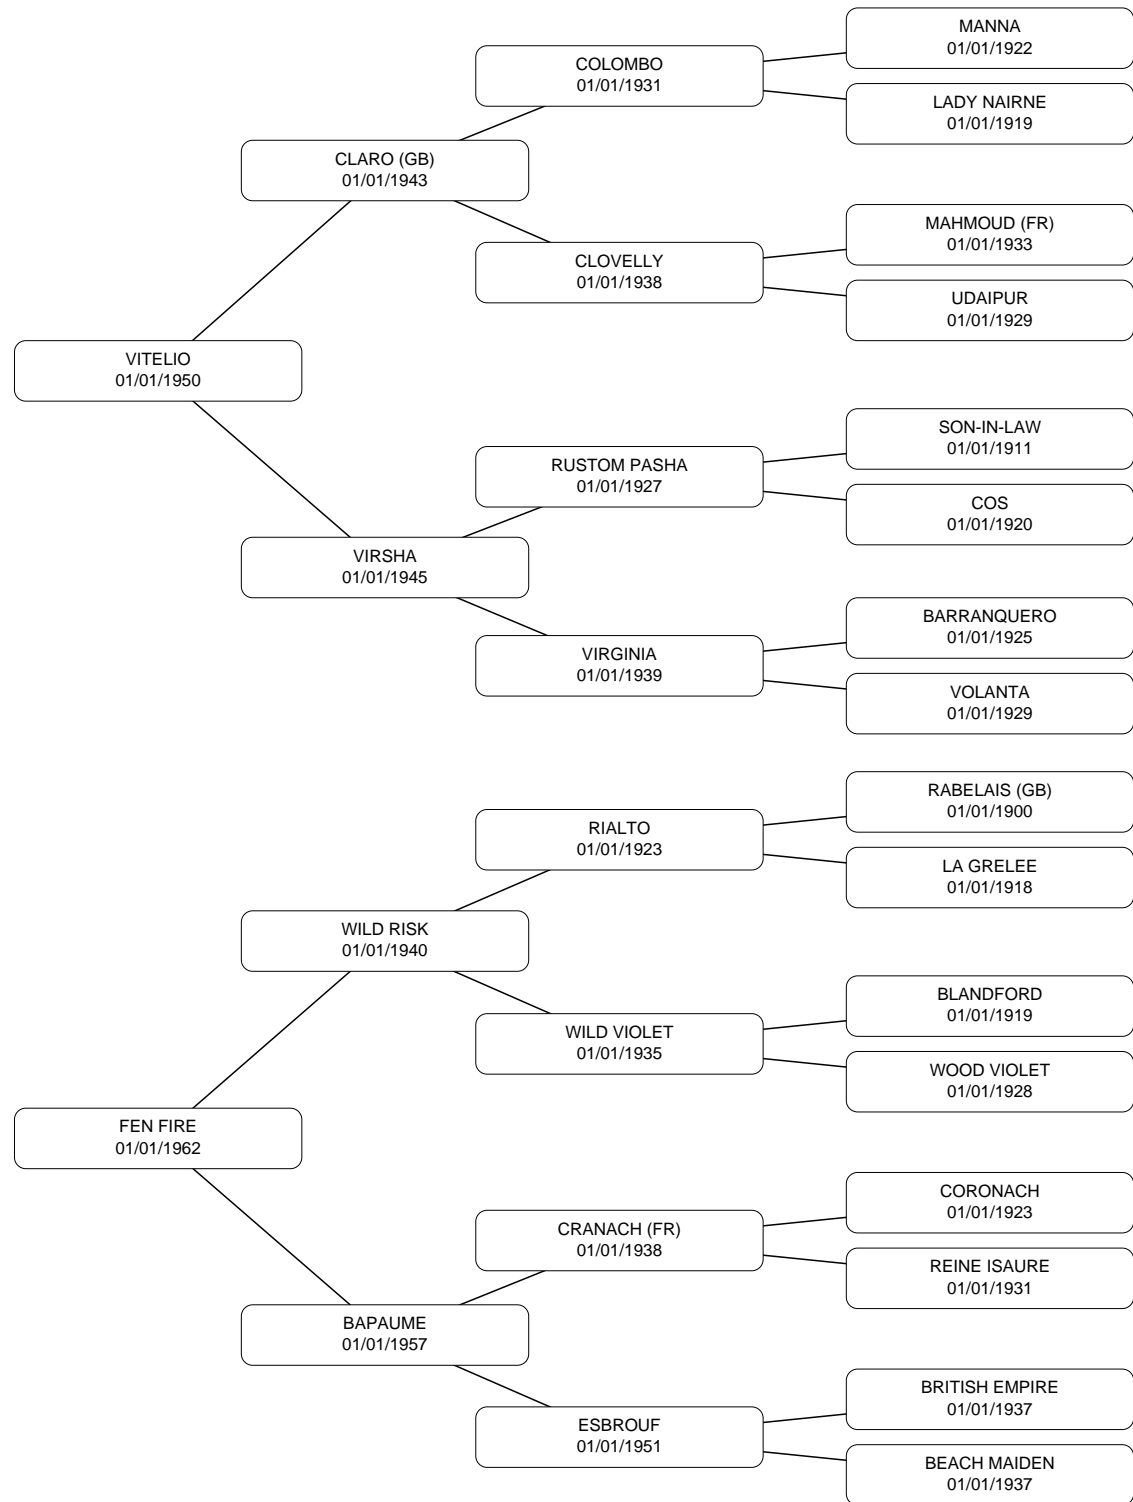 MANNA
01/01/1922
COLOMBO
01/01/1931
LADY NAIRNE
01/01/1919
CLARO (GB)
01/01/1943
MAHMOUD (FR)
01/01/1933
CLOVELLY
01/01/1938
UDAIPUR
01/01/1929
VITELIO
01/01/1950
SON-IN-LAW
01/01/1911
RUSTOM PASHA
01/01/1927
COS
01/01/1920
VIRSHA
01/01/1945
BARRANQUERO
01/01/1925
VIRGINIA
01/01/1939
VOLANTA
01/01/1929
RABELAIS (GB)
01/01/1900
RIALTO
01/01/1923
LA GRELEE
01/01/1918
WILD RISK
01/01/1940
BLANDFORD
01/01/1919
WILD VIOLET
01/01/1935
WOOD VIOLET
01/01/1928
FEN FIRE
01/01/1962
CORONACH
01/01/1923
CRANACH (FR)
01/01/1938
REINE ISAURE
01/01/1931
BAPAUME
01/01/1957
BRITISH EMPIRE
01/01/1937
ESBROUF
01/01/1951
BEACH MAIDEN
01/01/1937